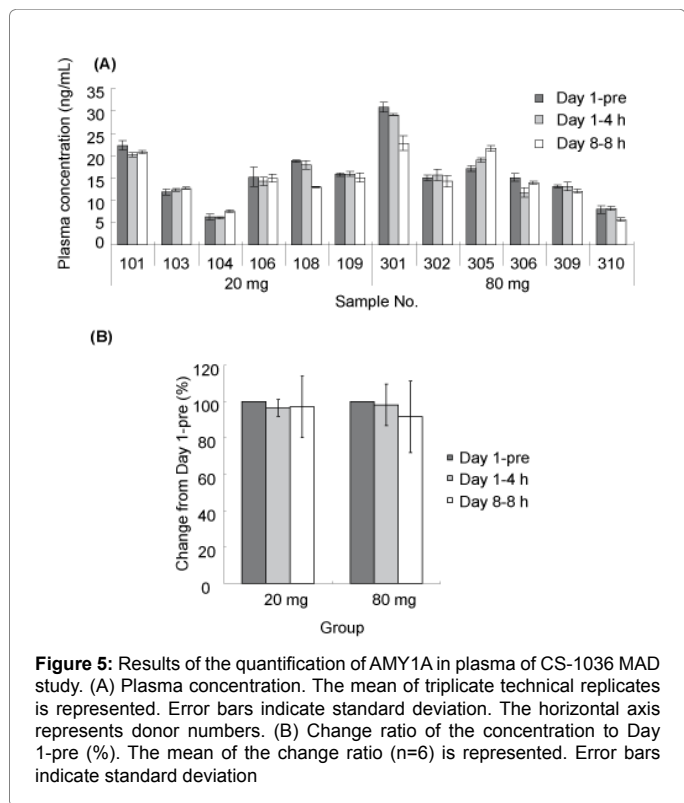 (A)
Plasma concentration (ng/mL)
35
30
25
20
15
10
5
0
Day 1-pre
Day 1-4 h
Day 8-8 h
101 103 104 106 108 109 301 302 305 306 309 310
20 mg 80 mg
Sample No.
(B)
Change from Day 1-pre (%)
120
100
80
60
40
20
0
Day 1-pre
Day 1-4 h
Day 8-8 h
20 mg 80 mg
Group
Figure 5: Results of the quantification of AMY1A in plasma of CS-1036 MAD
study. (A) Plasma concentration. The mean of triplicate technical replicates
is represented. Error bars indicate standard deviation. The horizontal axis
represents donor numbers. (B) Change ratio of the concentration to Day
1-pre (%). The mean of the change ratio (n=6) is represented. Error bars
indicate standard deviation